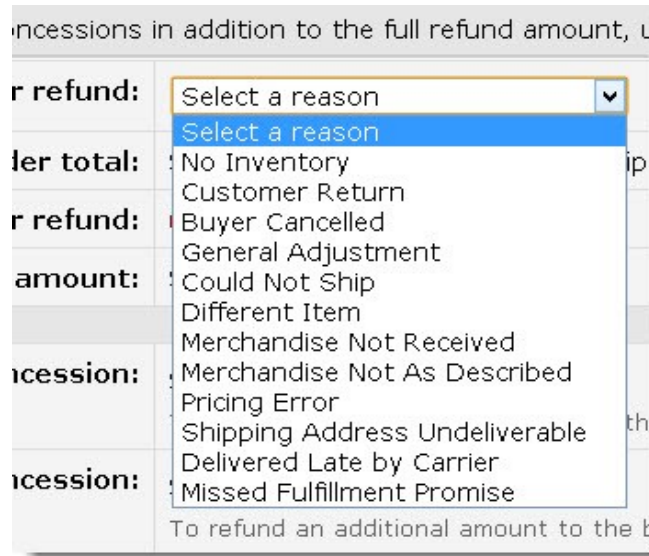 oncessions in addition to the full refund amount, u
r refund:
Select a reason
Select a reason
der total:
No Inventory
ip
Customer Return
r refund:
Buyer Cancelled
General Adjustment
amount:
Could Not Ship
Different Item
Merchandise Not Received
ncession:
Merchandise Not As Described
Pricing Error
th
Shipping Address Undeliverable
Delivered Late by Carrier
ncession:
Missed Fulfillment Promise
To refund an additional amount to the b